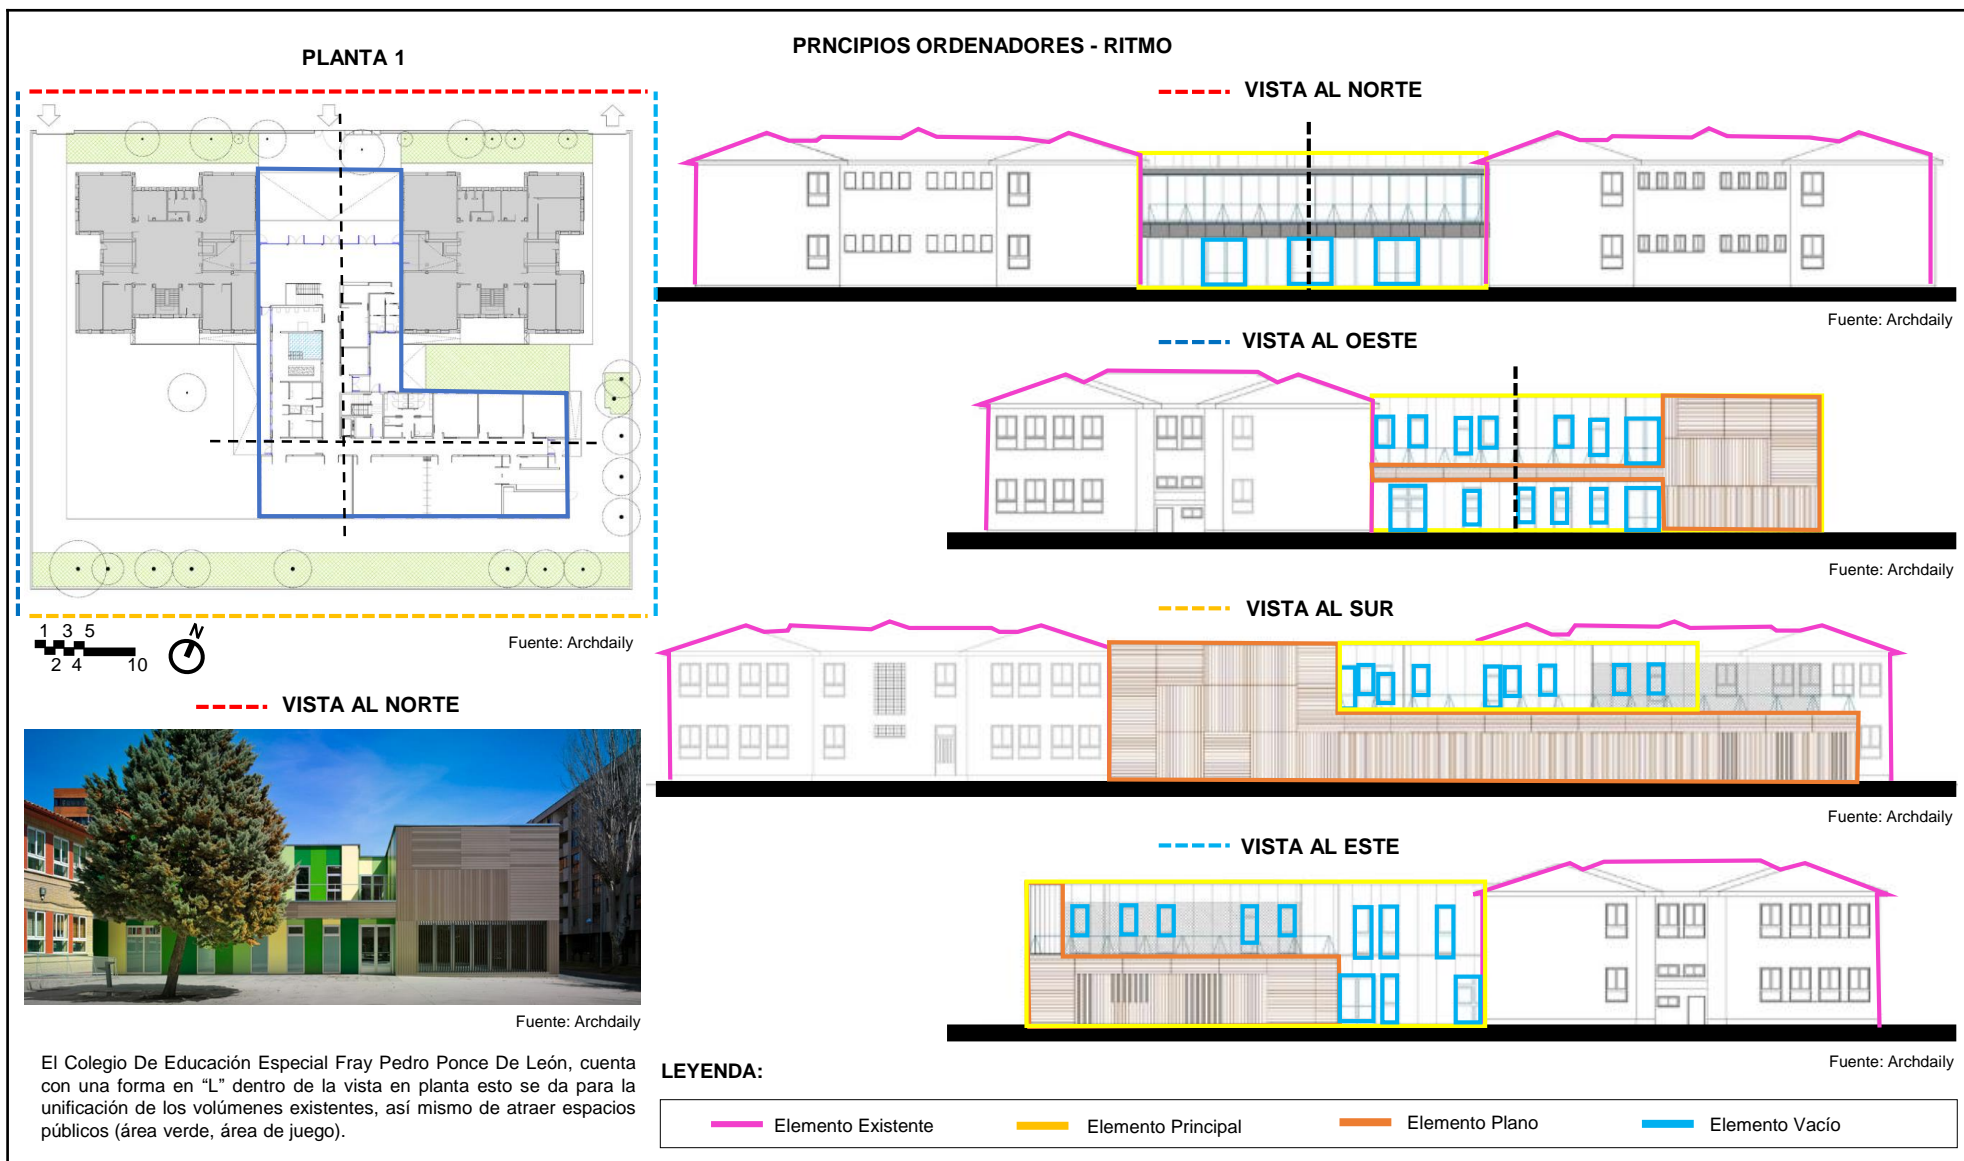 PRNCIPIOS ORDENADORES - RITMO
PLANTA 1
N
1 3 5
2 4 10
Fuente: Archdaily
VISTA AL NORTE
Fuente: Archdaily
El Colegio De Educación Especial Fray Pedro Ponce De León, cuenta
con una forma en “L” dentro de la vista en planta esto se da para la
unificación de los volúmenes existentes, así mismo de atraer espacios
públicos (área verde, área de juego).
VISTA AL NORTE
Fuente: Archdaily
VISTA AL OESTE
Fuente: Archdaily
VISTA AL SUR
Fuente: Archdaily
VISTA AL ESTE
Fuente: Archdaily
LEYENDA:
Elemento Existente
Elemento Principal
Elemento Plano
Elemento Vacío